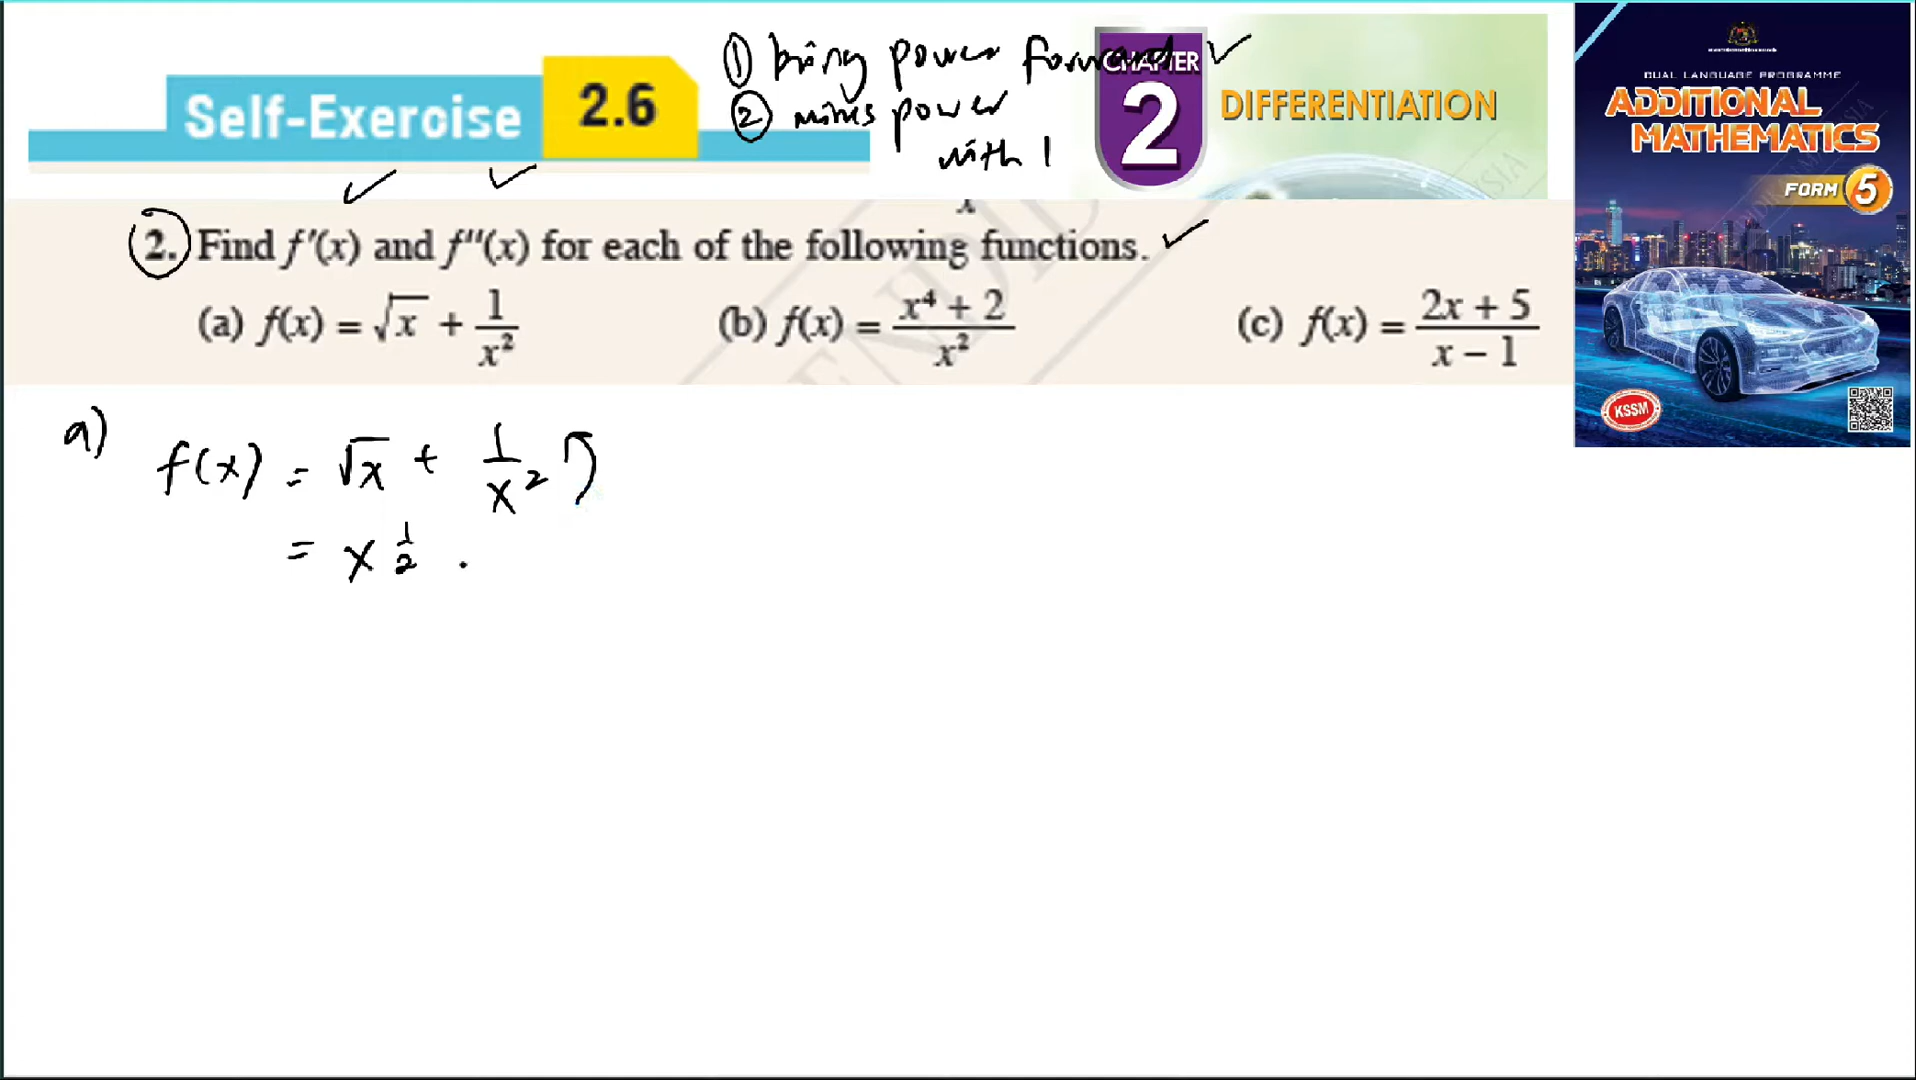 ① bring power forward ✓
② minus power
with 1
Self-Exercise 2.6
CHAPTER
2
DIFFERENTIATION
DUAL LANGUAGE PROGRAMME
ADDITIONAL
MATHEMATICS
FORM 5
KSSM
2. Find f′(x) and f″(x) for each of the following functions.
(a) f(x) = √x + 1/x²
(b) f(x) = (x⁴ + 2)/x²
(c) f(x) = (2x + 5)/(x – 1)
a) f(x) = √x + 1/x²
= x^(1/2) .